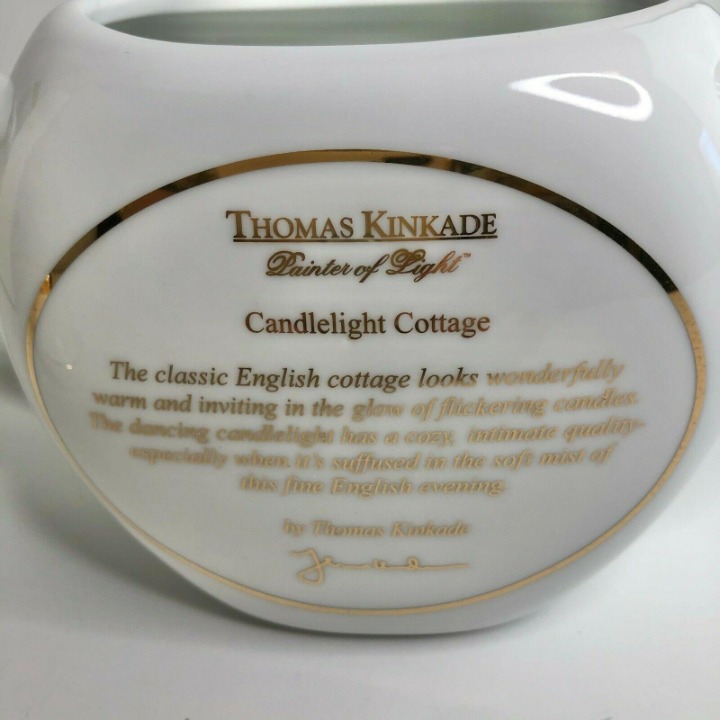 THOMAS KINKADE
Painter of Light™
Candlelight Cottage
The classic English cottage looks wonderfully
warm and inviting in the glow of flickering candles.
The dancing candlelight has a cozy, intimate quality-
especially when it's suffused in the soft mist of
this fine English evening.
by Thomas Kinkade